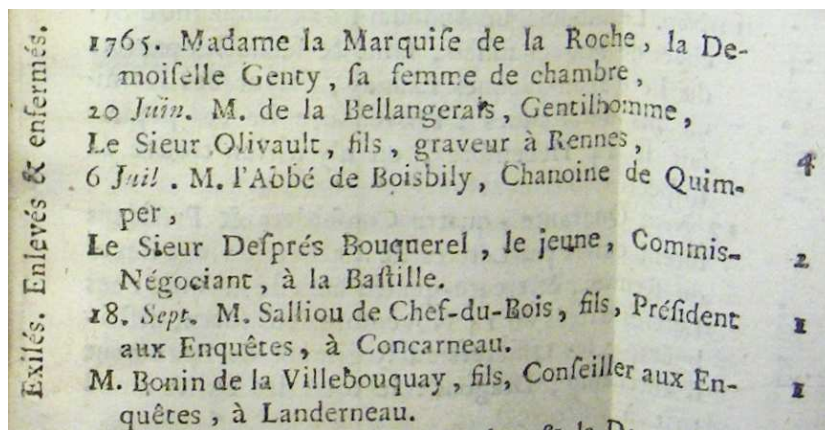 Exilés. Enlevés & enfermés.
1765. Madame la Marquiſe de la Roche, la De-
moiſelle Genty, ſa femme de chambre,
20 Juin. M. de la Bellangerais, Gentilhomme,
Le Sieur Olivault, fils, graveur à Rennes,
4
6 Juil. M. l'Abbé de Boisbily, Chanoine de Quim-
per,
Le Sieur Deſprés Bouquerel, le jeune, Commis-
2
Négociant, à la Baſtille.
18. Sept. M. Salliou de Chef-du-Bois, fils, Préſident
1
aux Enquêtes, à Concarneau.
M. Bonin de la Villebouquay, fils, Conſeiller aux En-
1
quêtes, à Landerneau.